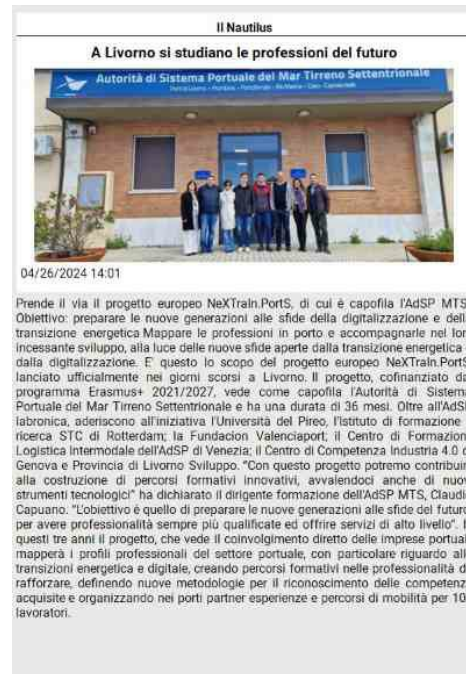 Il Nautilus
A Livorno si studiano le professioni del futuro
Autorità di Sistema Portuale del Mar Tirreno Settentrionale
04/26/2024 14:01
Prende il via il progetto europeo NeXTraIn.PortS, di cui è capofila l'AdSP MTS.
Obiettivo: preparare le nuove generazioni alle sfide della digitalizzazione e dell
transizione energetica Mappare le professioni in porto e accompagnarle nel lor
incessante sviluppo, alla luce delle nuove sfide aperte dalla transizione energetica
dalla digitalizzazione. E' questo lo scopo del progetto europeo NeXTraIn.PortS
lanciato ufficialmente nei giorni scorsi a Livorno. Il progetto, cofinanziato da
programma Erasmus+ 2021/2027, vede come capofila l'Autorità di Sistema
Portuale del Mar Tirreno Settentrionale e ha una durata di 36 mesi. Oltre all'AdS
labronica, aderiscono all'iniziativa l'Università del Pireo, l'Istituto di formazione
ricerca STC di Rotterdam; la Fundacion Valenciaport; il Centro di Formazion
Logistica Intermodale dell'AdSP di Venezia; il Centro di Competenza Industria 4.0 d
Genova e Provincia di Livorno Sviluppo. "Con questo progetto potremo contribuir
alla costruzione di percorsi formativi innovativi, avvalendoci anche di nuov
strumenti tecnologici" ha dichiarato il dirigente formazione dell'AdSP MTS, Claudi
Capuano. "L'obiettivo è quello di preparare le nuove generazioni alle sfide del futuro
per avere professionalità sempre più qualificate ed offrire servizi di alto livello". I
questi tre anni il progetto, che vede il coinvolgimento diretto delle imprese portual
mapperà i profili professionali del settore portuale, con particolare riguardo all
transizioni energetica e digitale, creando percorsi formativi nelle professionalità d
rafforzare, definendo nuove metodologie per il riconoscimento delle competenz
acquisite e organizzando nei porti partner esperienze e percorsi di mobilità per 10
lavoratori.